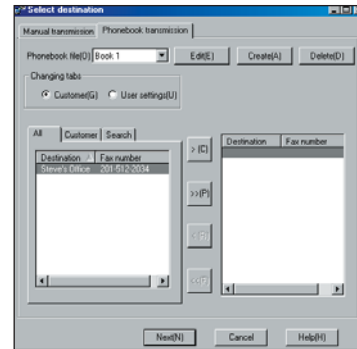 Select destination
Manual transmission Phonebook transmission
Phonebook file(O) Book 1 Edit(E) Create(A) Delete(D)
Changing tabs
Customer(G) User settings(U)
All Customer Search
Destination Fax number
Steve's Office 201-512-2034
> (C)
>>(P)
Destination Fax number
Next(N) Cancel Help(H)